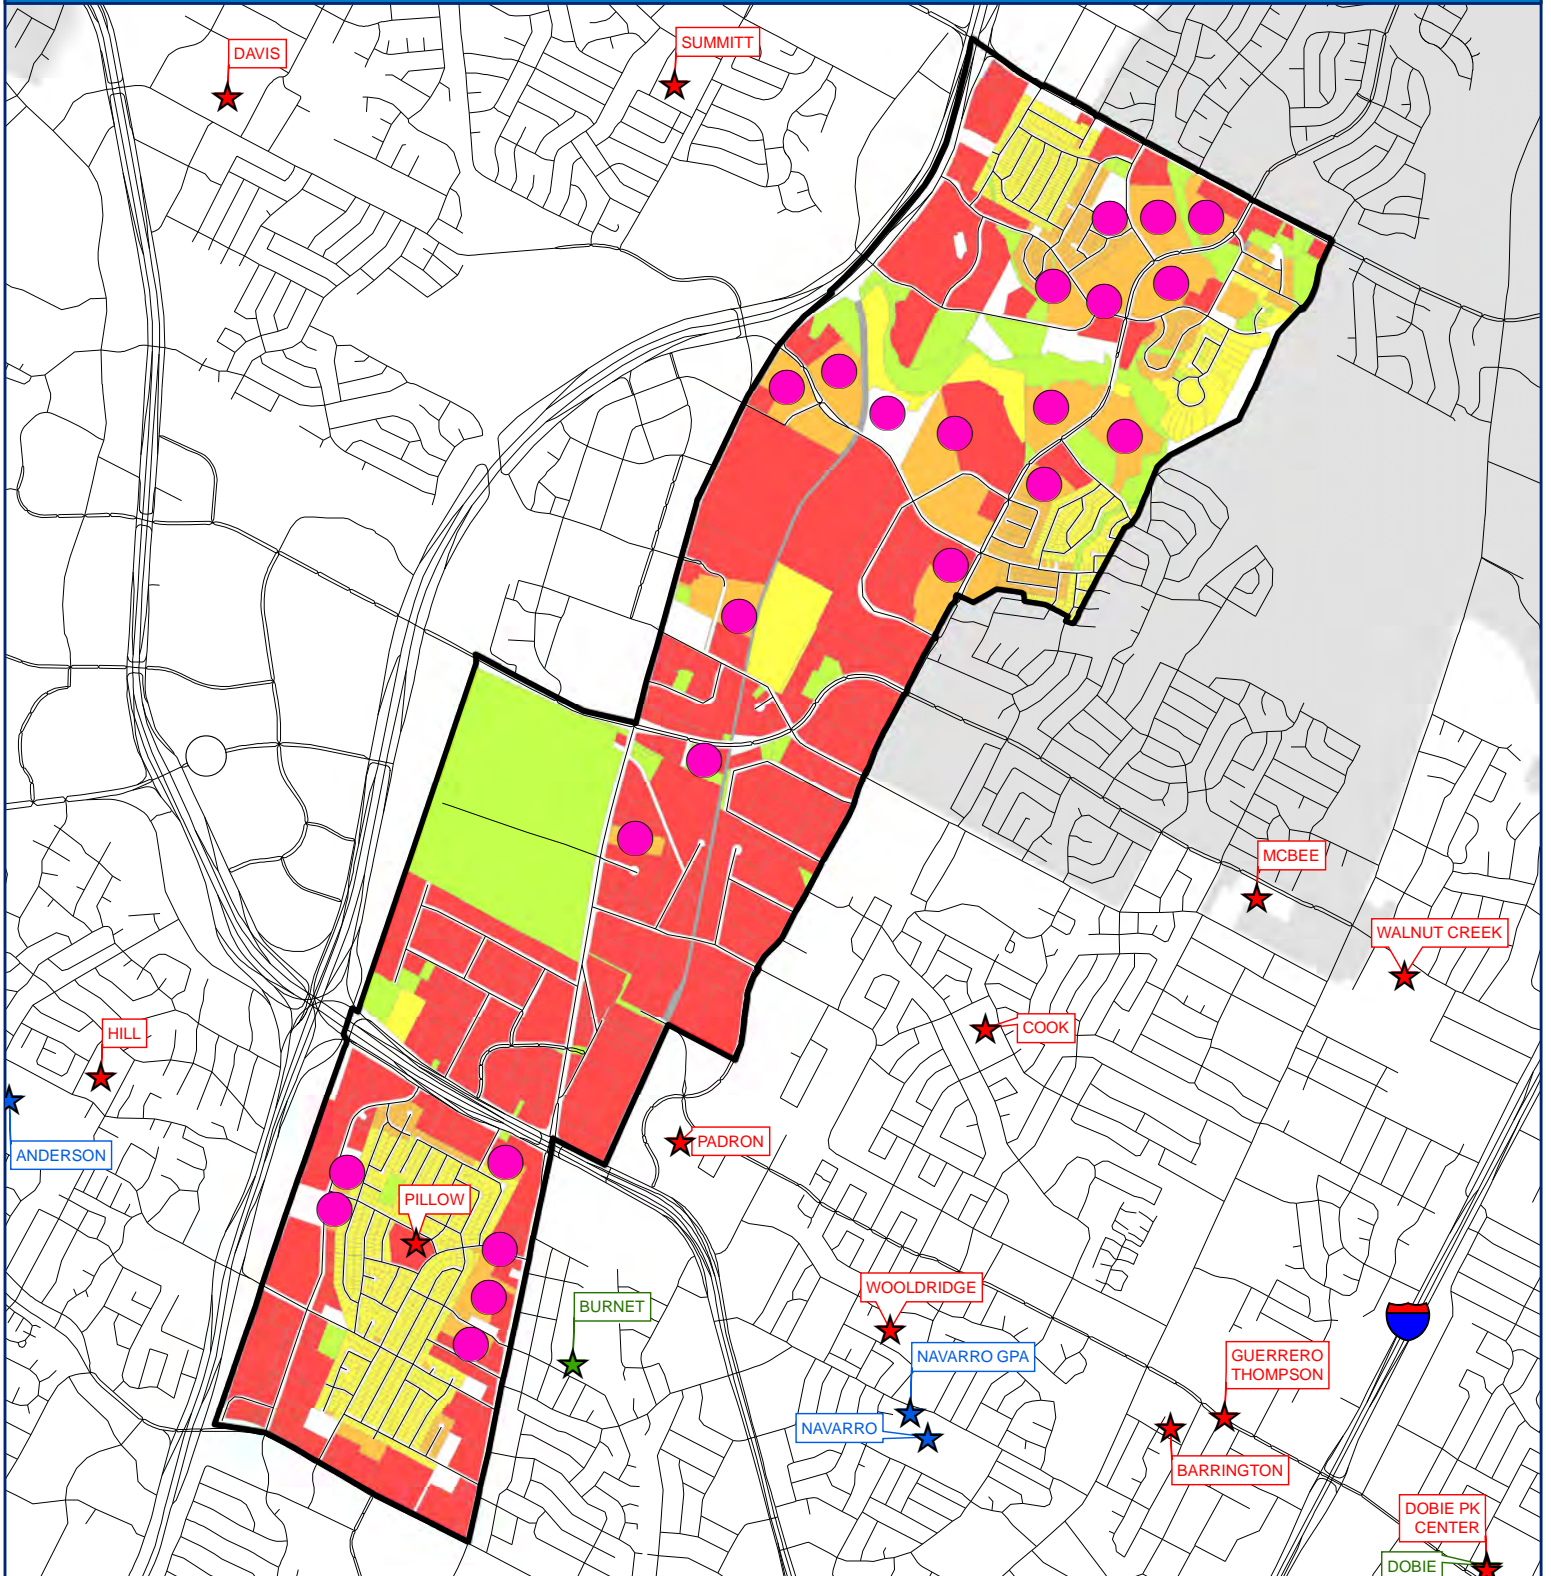 SUMMITT
DAVIS
MCBEE
WALNUT CREEK
COOK
HILL
PADRON
ANDERSON
PILLOW
WOOLDRIDGE
BURNET
NAVARRO GPA
GUERRERO
THOMPSON
NAVARRO
BARRINGTON
DOBIE PK
CENTER
DOBIE